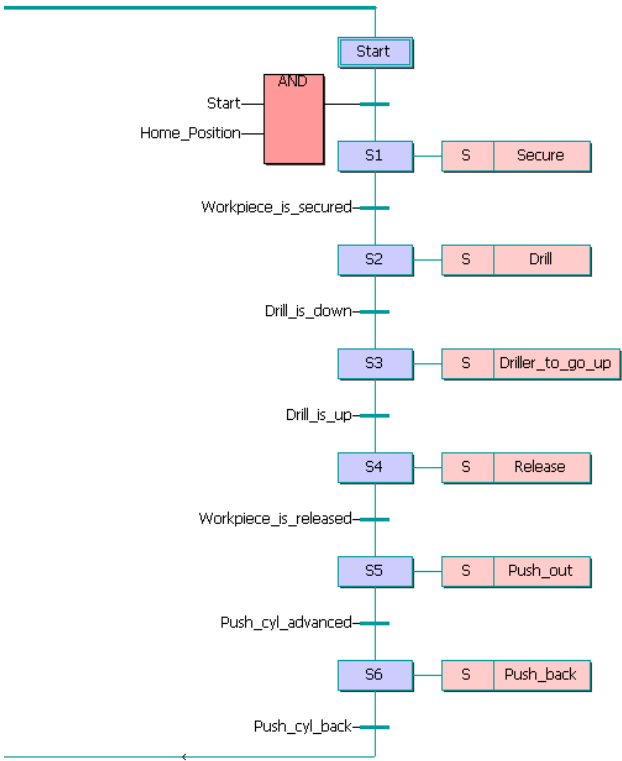 Start
AND
Start
Home_Position
S1 S Secure
Workpiece_is_secured
S2 S Drill
Drill_is_down
S3 S Driller_to_go_up
Drill_is_up
S4 S Release
Workpiece_is_released
S5 S Push_out
Push_cyl_advanced
S6 S Push_back
Push_cyl_back